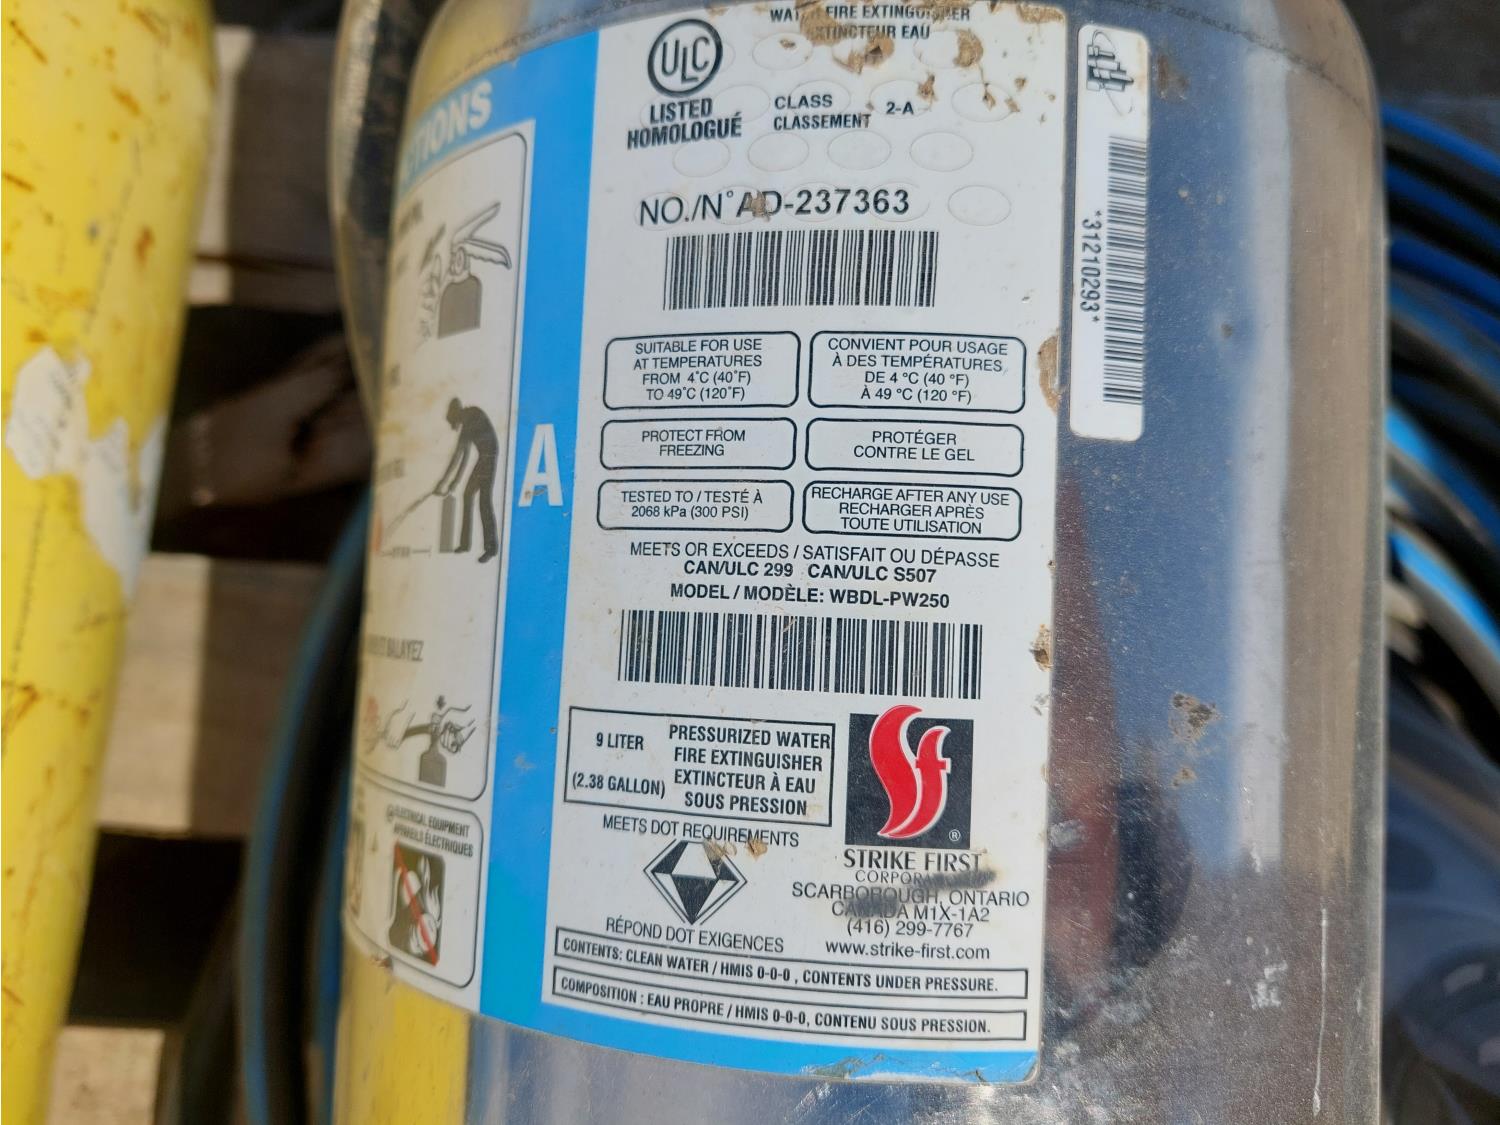 FIRE EXTINGUISHER
EXTINCTEUR EAU
ULC
LISTED
HOMOLOGUÉ
CLASS
CLASSEMENT
2-A
NO./N° AD-237363
SUITABLE FOR USE
AT TEMPERATURES
FROM 4°C (40°F)
TO 49°C (120°F)
CONVIENT POUR USAGE
À DES TEMPÉRATURES
DE 4 °C (40 °F)
À 49 °C (120 °F)
PROTECT FROM
FREEZING
PROTÉGER
CONTRE LE GEL
TESTED TO / TESTÉ À
2068 kPa (300 PSI)
RECHARGE AFTER ANY USE
RECHARGER APRÈS
TOUTE UTILISATION
MEETS OR EXCEEDS / SATISFAIT OU DÉPASSE
CAN/ULC 299 CAN/ULC S507
MODEL / MODÈLE: WBDL-PW250
9 LITER
(2.38 GALLON)
PRESSURIZED WATER
FIRE EXTINGUISHER
EXTINCTEUR À EAU
SOUS PRESSION
MEETS DOT REQUIREMENTS
RÉPOND DOT EXIGENCES
®
STRIKE FIRST
SCARBOROUGH, ONTARIO
CANADA M1X-1A2
(416) 299-7767
www.strike-first.com
CONTENTS: CLEAN WATER / HMIS 0-0-0 , CONTENTS UNDER PRESSURE.
COMPOSITION : EAU PROPRE / HMIS 0-0-0, CONTENU SOUS PRESSION.
*31210293*
A
BALAYEZ
ELECTRICAL EQUIPMENT
APPAREILS ÉLECTRIQUES